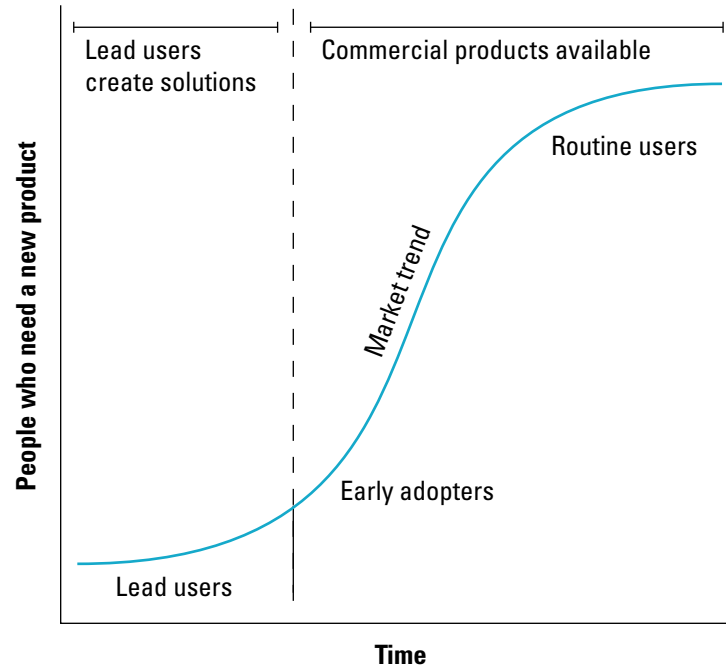 Lead users
create solutions
Commercial products available
Routine users
Market trend
Early adopters
Lead users
People who need a new product
Time